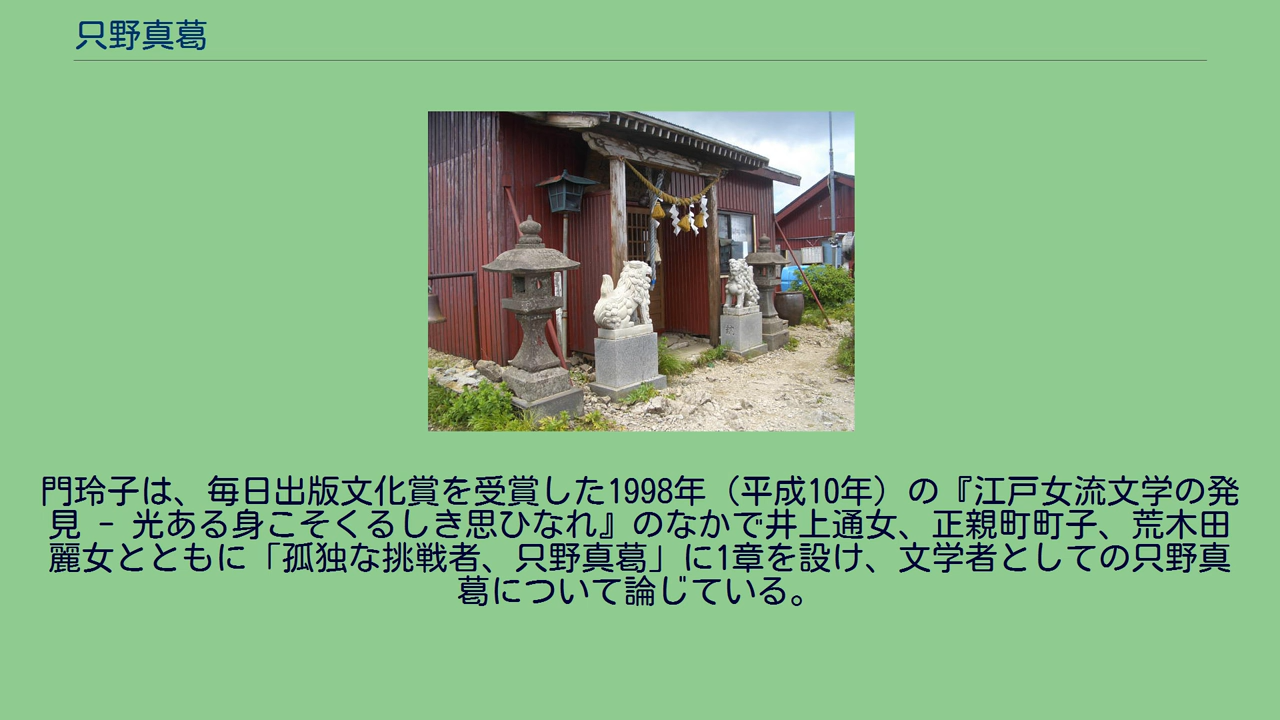 只野真葛
門玲子は、毎日出版文化賞を受賞した1998年（平成10年）の『江戸女流文学の発
見 − 光ある身こそくるしき思ひなれ』のなかで井上通女、正親町町子、荒木田
麗女とともに「孤独な挑戦者、只野真葛」に1章を設け、文学者としての只野真
葛について論じている。